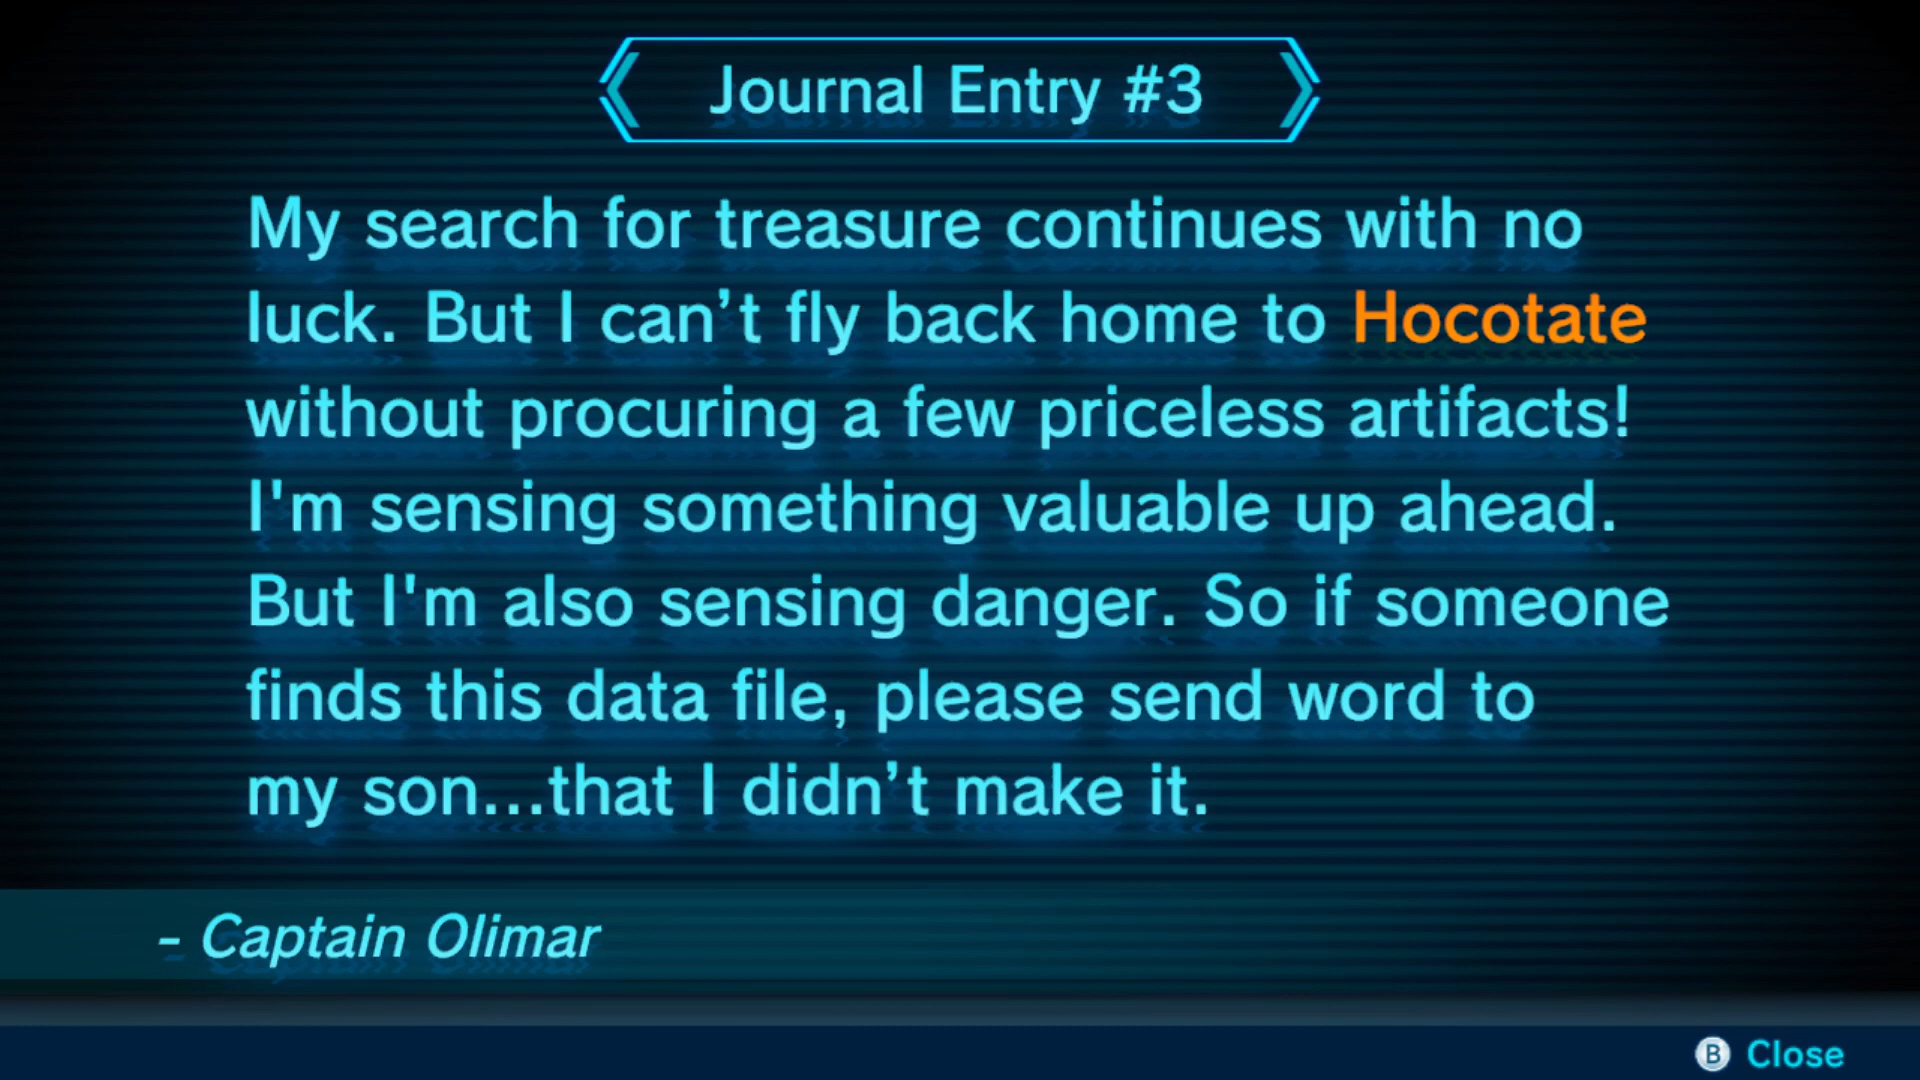 Journal Entry #3
My search for treasure continues with no
luck. But I can’t fly back home to Hocotate
without procuring a few priceless artifacts!
I'm sensing something valuable up ahead.
But I'm also sensing danger. So if someone
finds this data file, please send word to
my son...that I didn’t make it.
- Captain Olimar
B Close